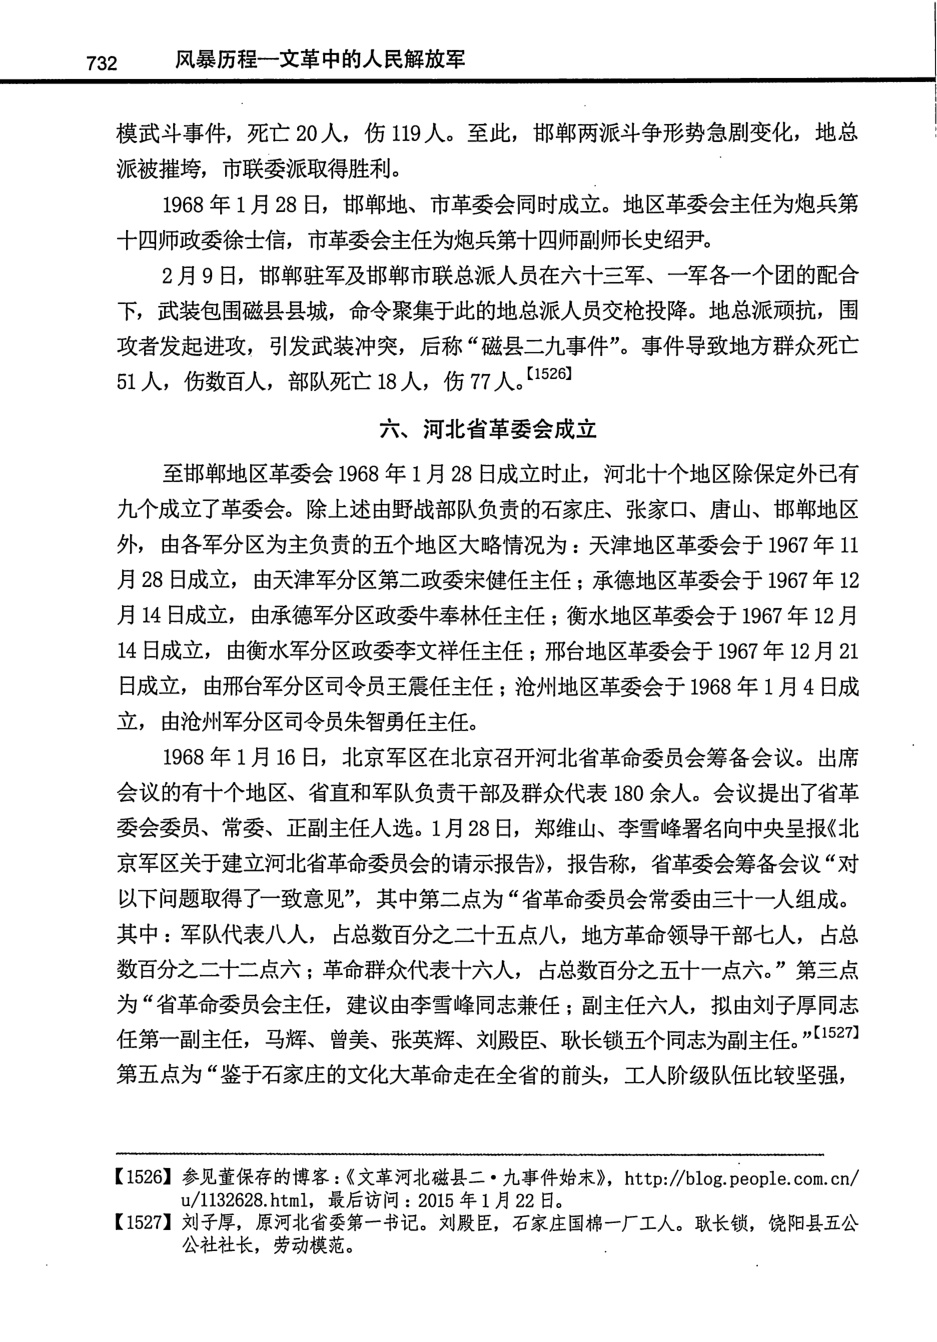 732 风暴历程—文革中的人民解放军
模武斗事件，死亡 20 人，伤 119 人。至此，邯郸两派斗争形势急剧变化，地总
派被摧垮，市联委派取得胜利。
1968 年 1 月 28 日，邯郸地、市革委会同时成立。地区革委会主任为炮兵第
十四师政委徐士信，市革委会主任为炮兵第十四师副师长史绍尹。
2 月 9 日，邯郸驻军及邯郸市联总派人员在六十三军、一军各一个团的配合
下，武装包围磁县县城，命令聚集于此的地总派人员交枪投降。地总派顽抗，围
攻者发起进攻，引发武装冲突，后称“磁县二九事件”。事件导致地方群众死亡
51 人，伤数百人，部队死亡 18 人，伤 77 人。【1526】
六、河北省革委会成立
至邯郸地区革委会 1968 年 1 月 28 日成立时止，河北十个地区除保定外已有
九个成立了革委会。除上述由野战部队负责的石家庄、张家口、唐山、邯郸地区
外，由各军分区为主负责的五个地区大略情况为：天津地区革委会于 1967 年 11
月 28 日成立，由天津军分区第二政委宋健任主任；承德地区革委会于 1967 年 12
月 14 日成立，由承德军分区政委牛奉林任主任；衡水地区革委会于 1967 年 12 月
14 日成立，由衡水军分区政委李文祥任主任；邢台地区革委会于 1967 年 12 月 21
日成立，由邢台军分区司令员王震任主任；沧州地区革委会于 1968 年 1 月 4 日成
立，由沧州军分区司令员朱智勇任主任。
1968 年 1 月 16 日，北京军区在北京召开河北省革命委员会筹备会议。出席
会议的有十个地区、省直和军队负责干部及群众代表 180 余人。会议提出了省革
委会委员、常委、正副主任人选。1 月 28 日，郑维山、李雪峰署名向中央呈报《北
京军区关于建立河北省革命委员会的请示报告》，报告称，省革委会筹备会议“对
以下问题取得了一致意见”，其中第二点为“省革命委员会常委由三十一人组成。
其中：军队代表八人，占总数百分之二十五点八，地方革命领导干部七人，占总
数百分之二十二点六；革命群众代表十六人，占总数百分之五十一点六。”第三点
为“省革命委员会主任，建议由李雪峰同志兼任；副主任六人，拟由刘子厚同志
任第一副主任，马辉、曾美、张英辉、刘殿臣、耿长锁五个同志为副主任。”【1527】
第五点为“鉴于石家庄的文化大革命走在全省的前头，工人阶级队伍比较坚强，
【1526】参见董保存的博客：《文革河北磁县二·九事件始末》，http://blog.people.com.cn/
u/1132628.html，最后访问：2015 年 1 月 22 日。
【1527】刘子厚，原河北省委第一书记。刘殿臣，石家庄国棉一厂工人。耿长锁，饶阳县五公
公社社长，劳动模范。